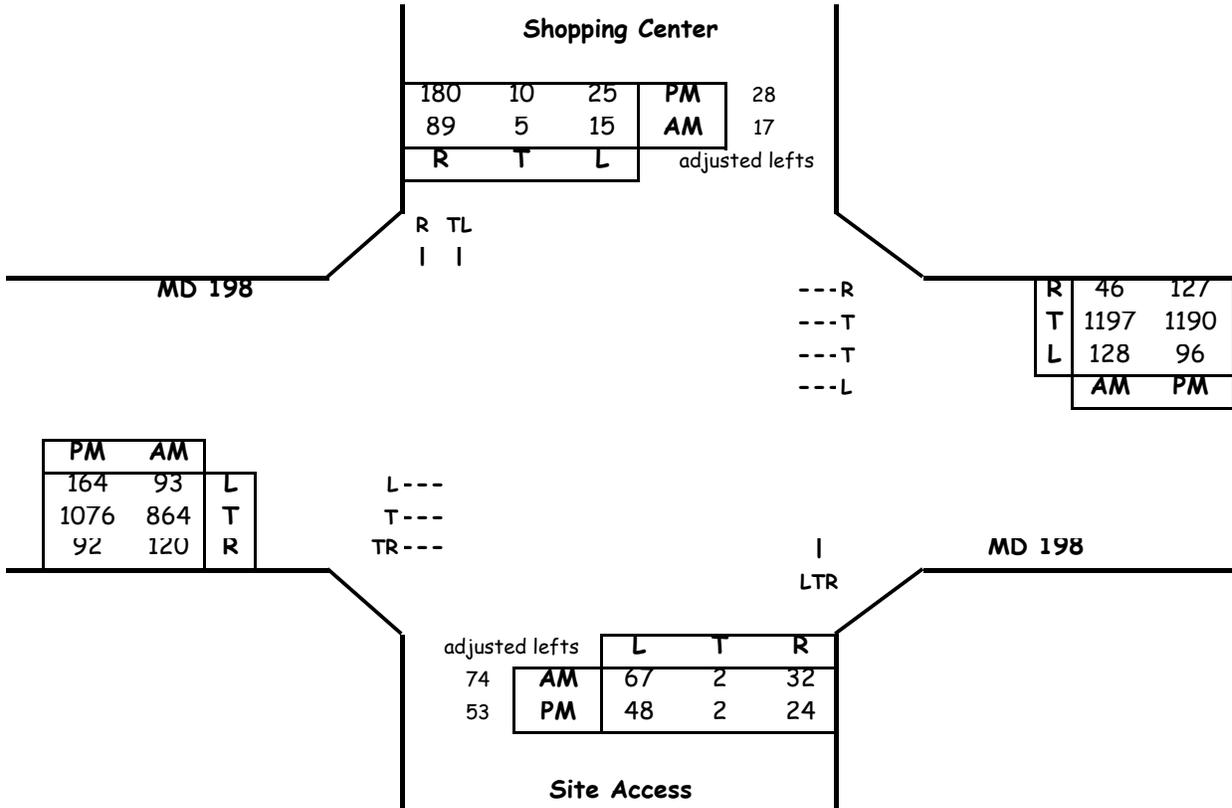 Shopping Center
180 10 25 PM 28
89 5 15 AM 17
R T L adjusted lefts
R TL
MD 198
R 46 127
T 1197 1190
L 128 96
AM PM
---R
---T
---T
---L
PM AM
164 93 L
1076 864 T
92 120 R
L---
T---
TR---
MD 198
LTR
adjusted lefts L T R
74 AM 67 2 32
53 PM 48 2 24
Site Access